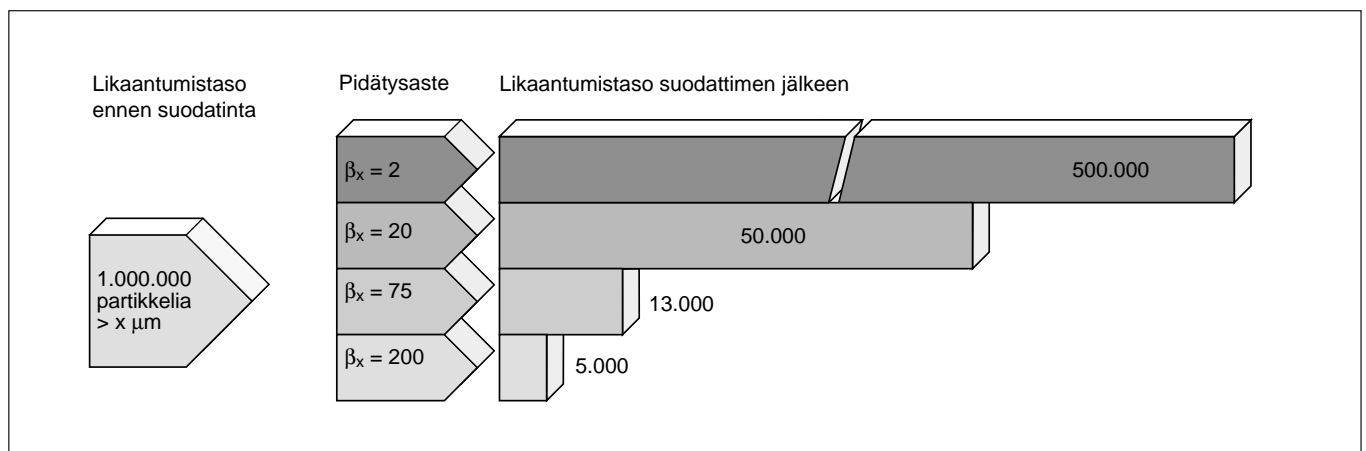 Likaantumistaso
ennen suodatinta
Pidätysaste
Likaantumistaso suodattimen jälkeen
1.000.000
partikkelia
> x μm
βx = 2
500.000
βx = 20
50.000
βx = 75
13.000
βx = 200
5.000